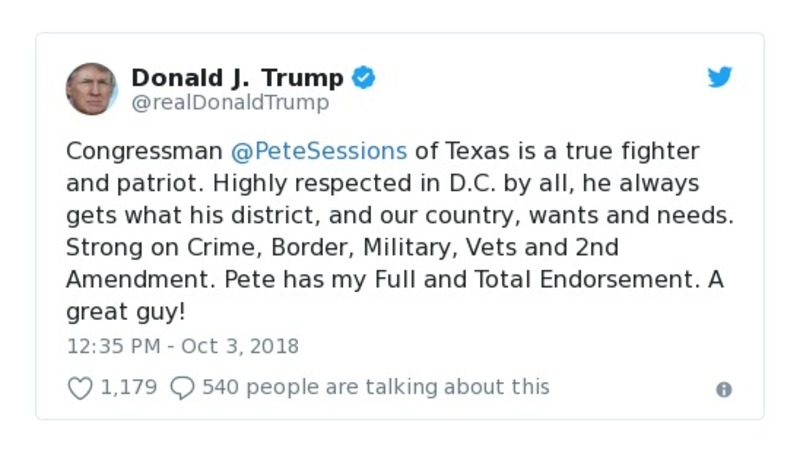 Donald J. Trump
@realDonaldTrump
Congressman @PeteSessions of Texas is a true fighter
and patriot. Highly respected in D.C. by all, he always
gets what his district, and our country, wants and needs.
Strong on Crime, Border, Military, Vets and 2nd
Amendment. Pete has my Full and Total Endorsement. A
great guy!
12:35 PM - Oct 3, 2018
1,179 540 people are talking about this